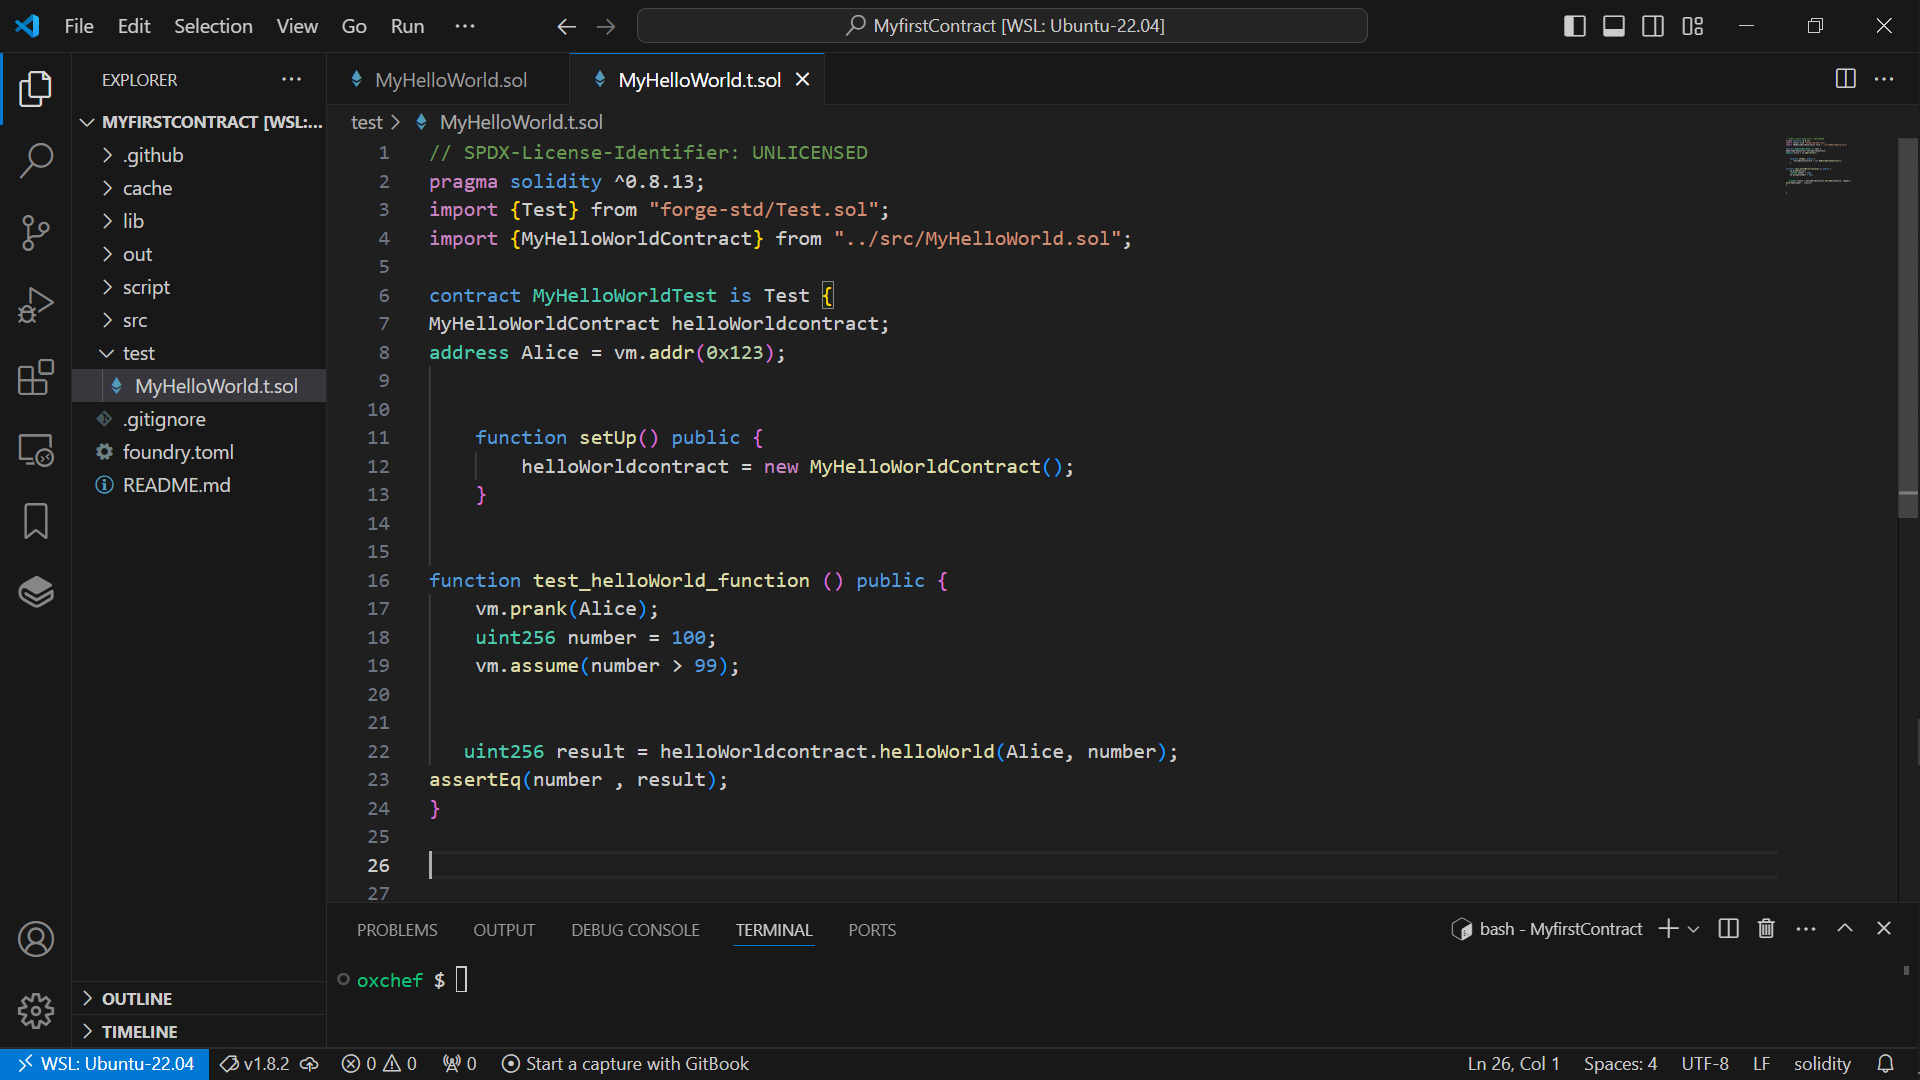 File Edit Selection View Go Run ··· MyfirstContract [WSL: Ubuntu-22.04]
EXPLORER ···
MYFIRSTCONTRACT [WSL:...
.github
cache
lib
out
script
src
test
MyHelloWorld.t.sol
.gitignore
foundry.toml
README.md
OUTLINE
TIMELINE
MyHelloWorld.sol MyHelloWorld.t.sol
test > MyHelloWorld.t.sol
1 // SPDX-License-Identifier: UNLICENSED
2 pragma solidity ^0.8.13;
3 import {Test} from "forge-std/Test.sol";
4 import {MyHelloWorldContract} from "../src/MyHelloWorld.sol";
5
6 contract MyHelloWorldTest is Test {
7 MyHelloWorldContract helloWorldcontract;
8 address Alice = vm.addr(0x123);
9
10
11 function setUp() public {
12 helloWorldcontract = new MyHelloWorldContract();
13 }
14
15
16 function test_helloWorld_function () public {
17 vm.prank(Alice);
18 uint256 number = 100;
19 vm.assume(number > 99);
20
21
22 uint256 result = helloWorldcontract.helloWorld(Alice, number);
23 assertEq(number , result);
24 }
25
26
27
PROBLEMS OUTPUT DEBUG CONSOLE TERMINAL PORTS bash - MyfirstContract
oxchef $
WSL: Ubuntu-22.04 v1.8.2 0 0 0 Start a capture with GitBook Ln 26, Col 1 Spaces: 4 UTF-8 LF solidity